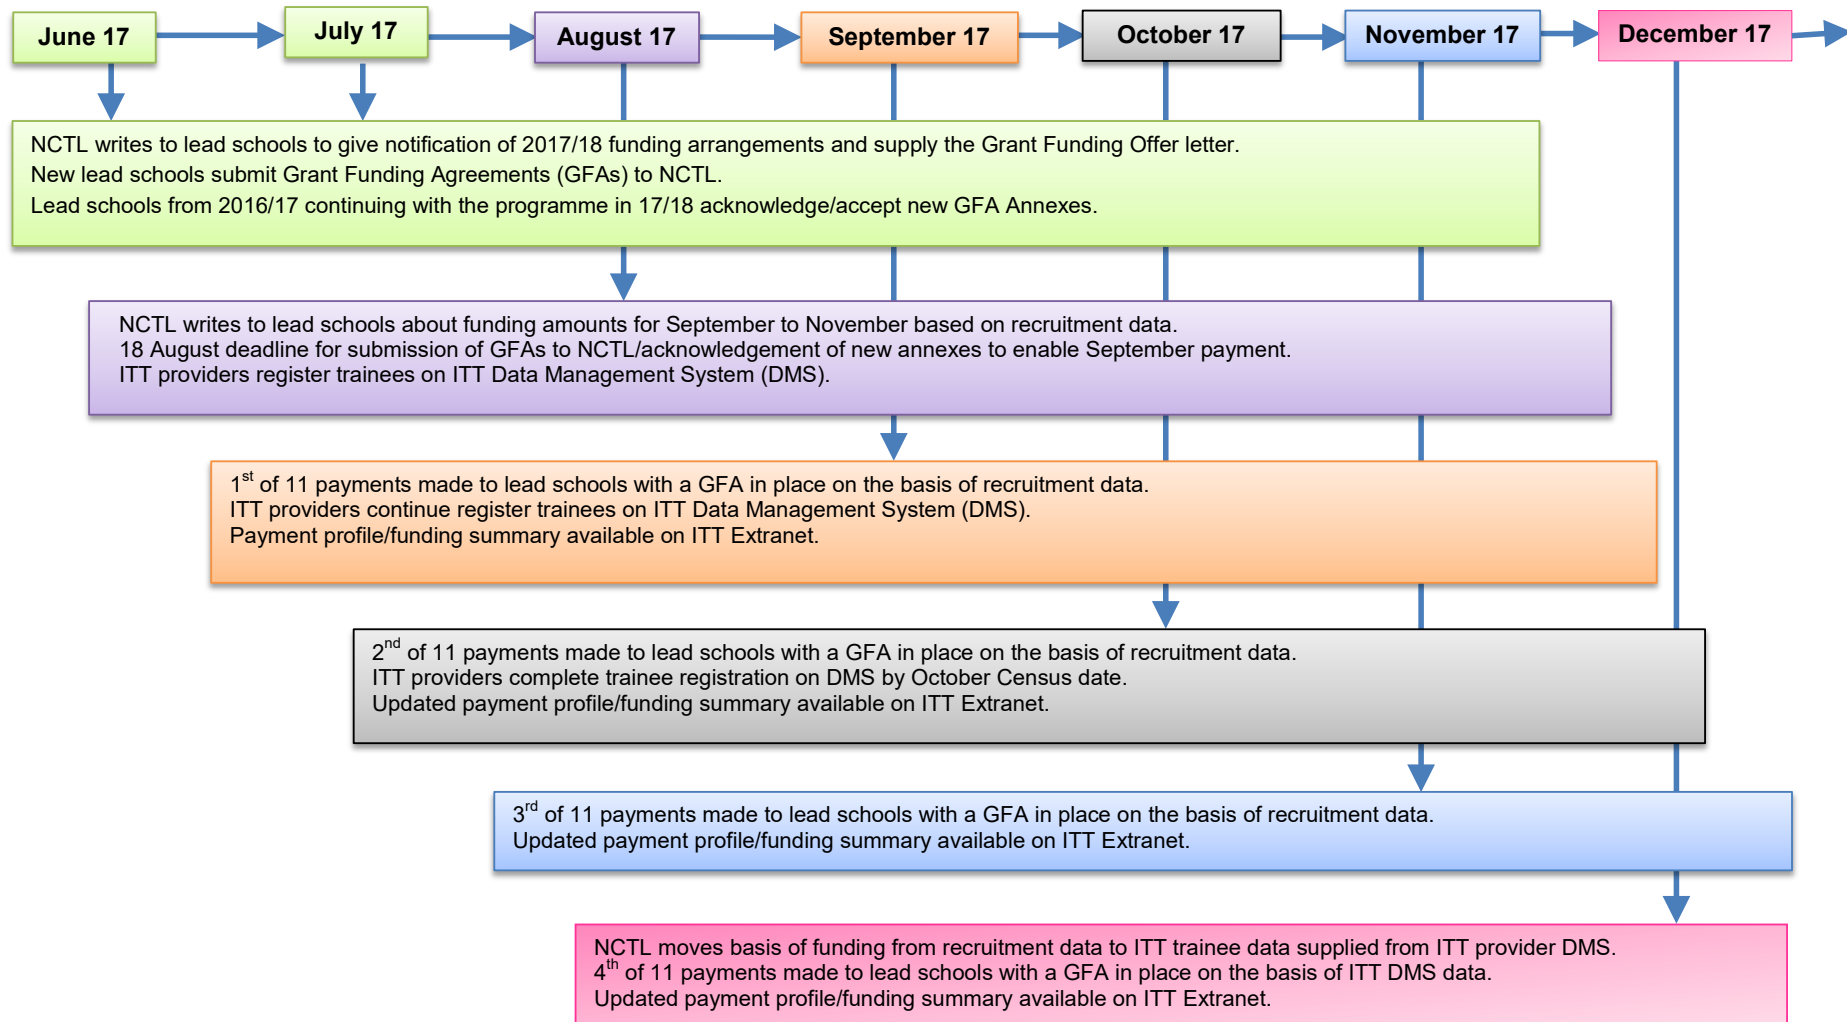 June 17
July 17
August 17
September 17
October 17
November 17
December 17
NCTL writes to lead schools to give notification of 2017/18 funding arrangements and supply the Grant Funding Offer letter.
New lead schools submit Grant Funding Agreements (GFAs) to NCTL.
Lead schools from 2016/17 continuing with the programme in 17/18 acknowledge/accept new GFA Annexes.
NCTL writes to lead schools about funding amounts for September to November based on recruitment data.
18 August deadline for submission of GFAs to NCTL/acknowledgement of new annexes to enable September payment.
ITT providers register trainees on ITT Data Management System (DMS).
1st of 11 payments made to lead schools with a GFA in place on the basis of recruitment data.
ITT providers continue register trainees on ITT Data Management System (DMS).
Payment profile/funding summary available on ITT Extranet.
2nd of 11 payments made to lead schools with a GFA in place on the basis of recruitment data.
ITT providers complete trainee registration on DMS by October Census date.
Updated payment profile/funding summary available on ITT Extranet.
3rd of 11 payments made to lead schools with a GFA in place on the basis of recruitment data.
Updated payment profile/funding summary available on ITT Extranet.
NCTL moves basis of funding from recruitment data to ITT trainee data supplied from ITT provider DMS.
4th of 11 payments made to lead schools with a GFA in place on the basis of ITT DMS data.
Updated payment profile/funding summary available on ITT Extranet.